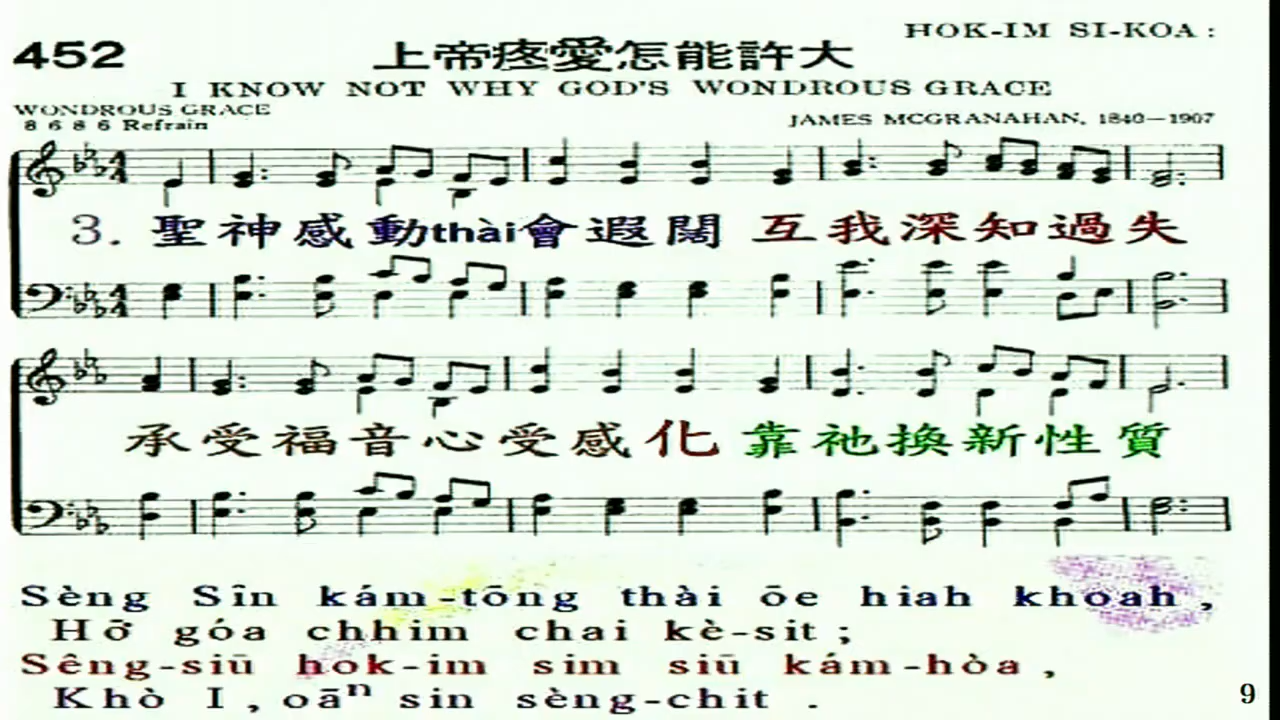 HOK-IM SI-KOA :
452 上帝疼愛怎能許大
I KNOW NOT WHY GOD'S WONDROUS GRACE
WONDROUS GRACE
8 6 8 6 Refrain
JAMES MCGRANAHAN, 1840—1907
3. 聖神感動thài會遐闊 互我深知過失
承受福音心受感化 靠祂換新性質
Sèng Sîn kám-tōng thài ōe hiah khoah ,
Hō͘ góa chhim chai kè-sit ;
Sêng-siū hok-im sim siū kám-hòa ,
Khò I , oāⁿ sin sèng-chit .
9